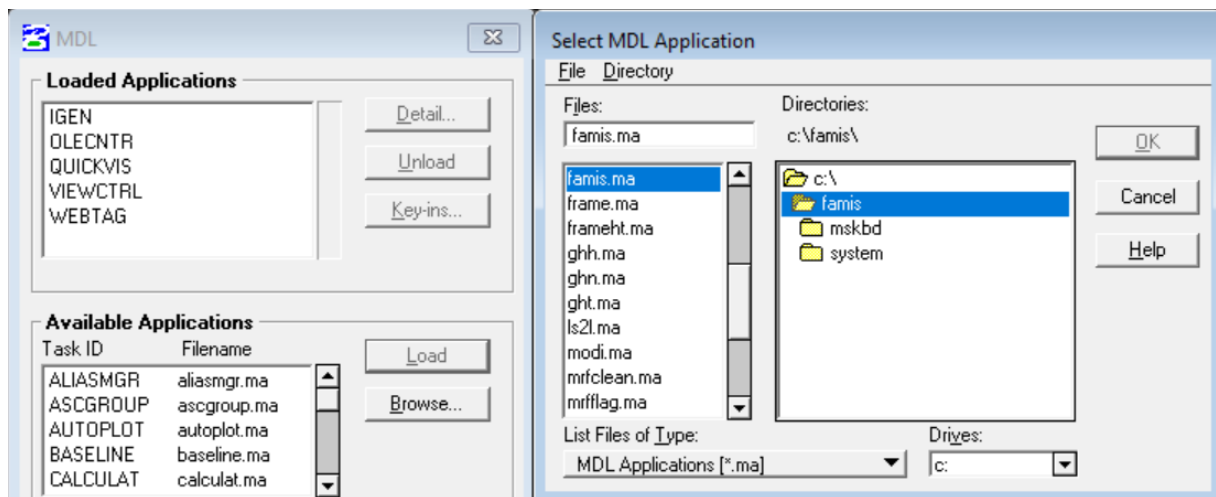 MDL
Loaded Applications
IGEN
OLECNTR
QUICKVIS
VIEWCTRL
WEBTAG
Detail...
Unload
Key-ins...
Available Applications
Task ID Filename
ALIASMGR aliasmgr.ma
ASCGROUP ascgroup.ma
AUTOPLOT autoplot.ma
BASELINE baseline.ma
CALCULAT calculat.ma
Load
Browse...
Select MDL Application
File Directory
Files:
famis.ma
famis.ma
frame.ma
frameht.ma
ghh.ma
ghn.ma
ght.ma
ls2l.ma
modi.ma
mrfclean.ma
mrfflag.ma
List Files of Type:
MDL Applications [*.ma]
Directories:
c:\famis\
c:\
famis
mskbd
system
Drives:
c:
OK
Cancel
Help